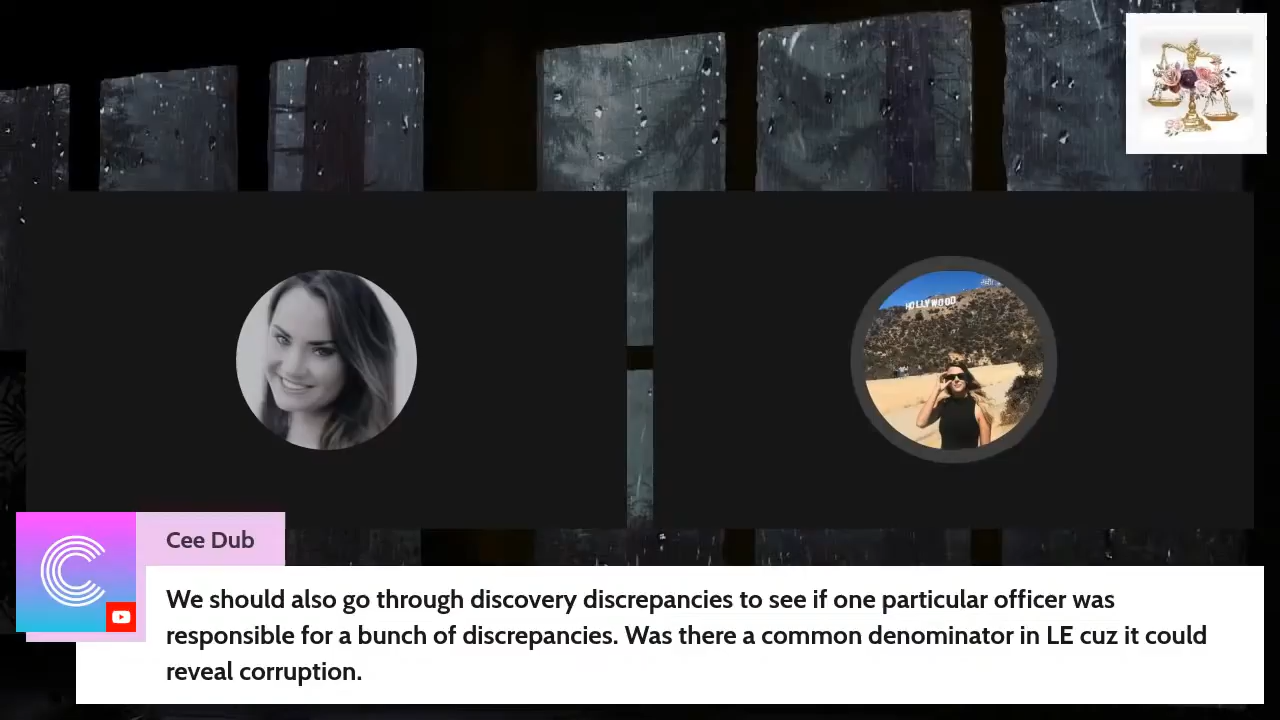 HOLLYWOOD
Cee Dub
We should also go through discovery discrepancies to see if one particular officer was
responsible for a bunch of discrepancies. Was there a common denominator in LE cuz it could
reveal corruption.